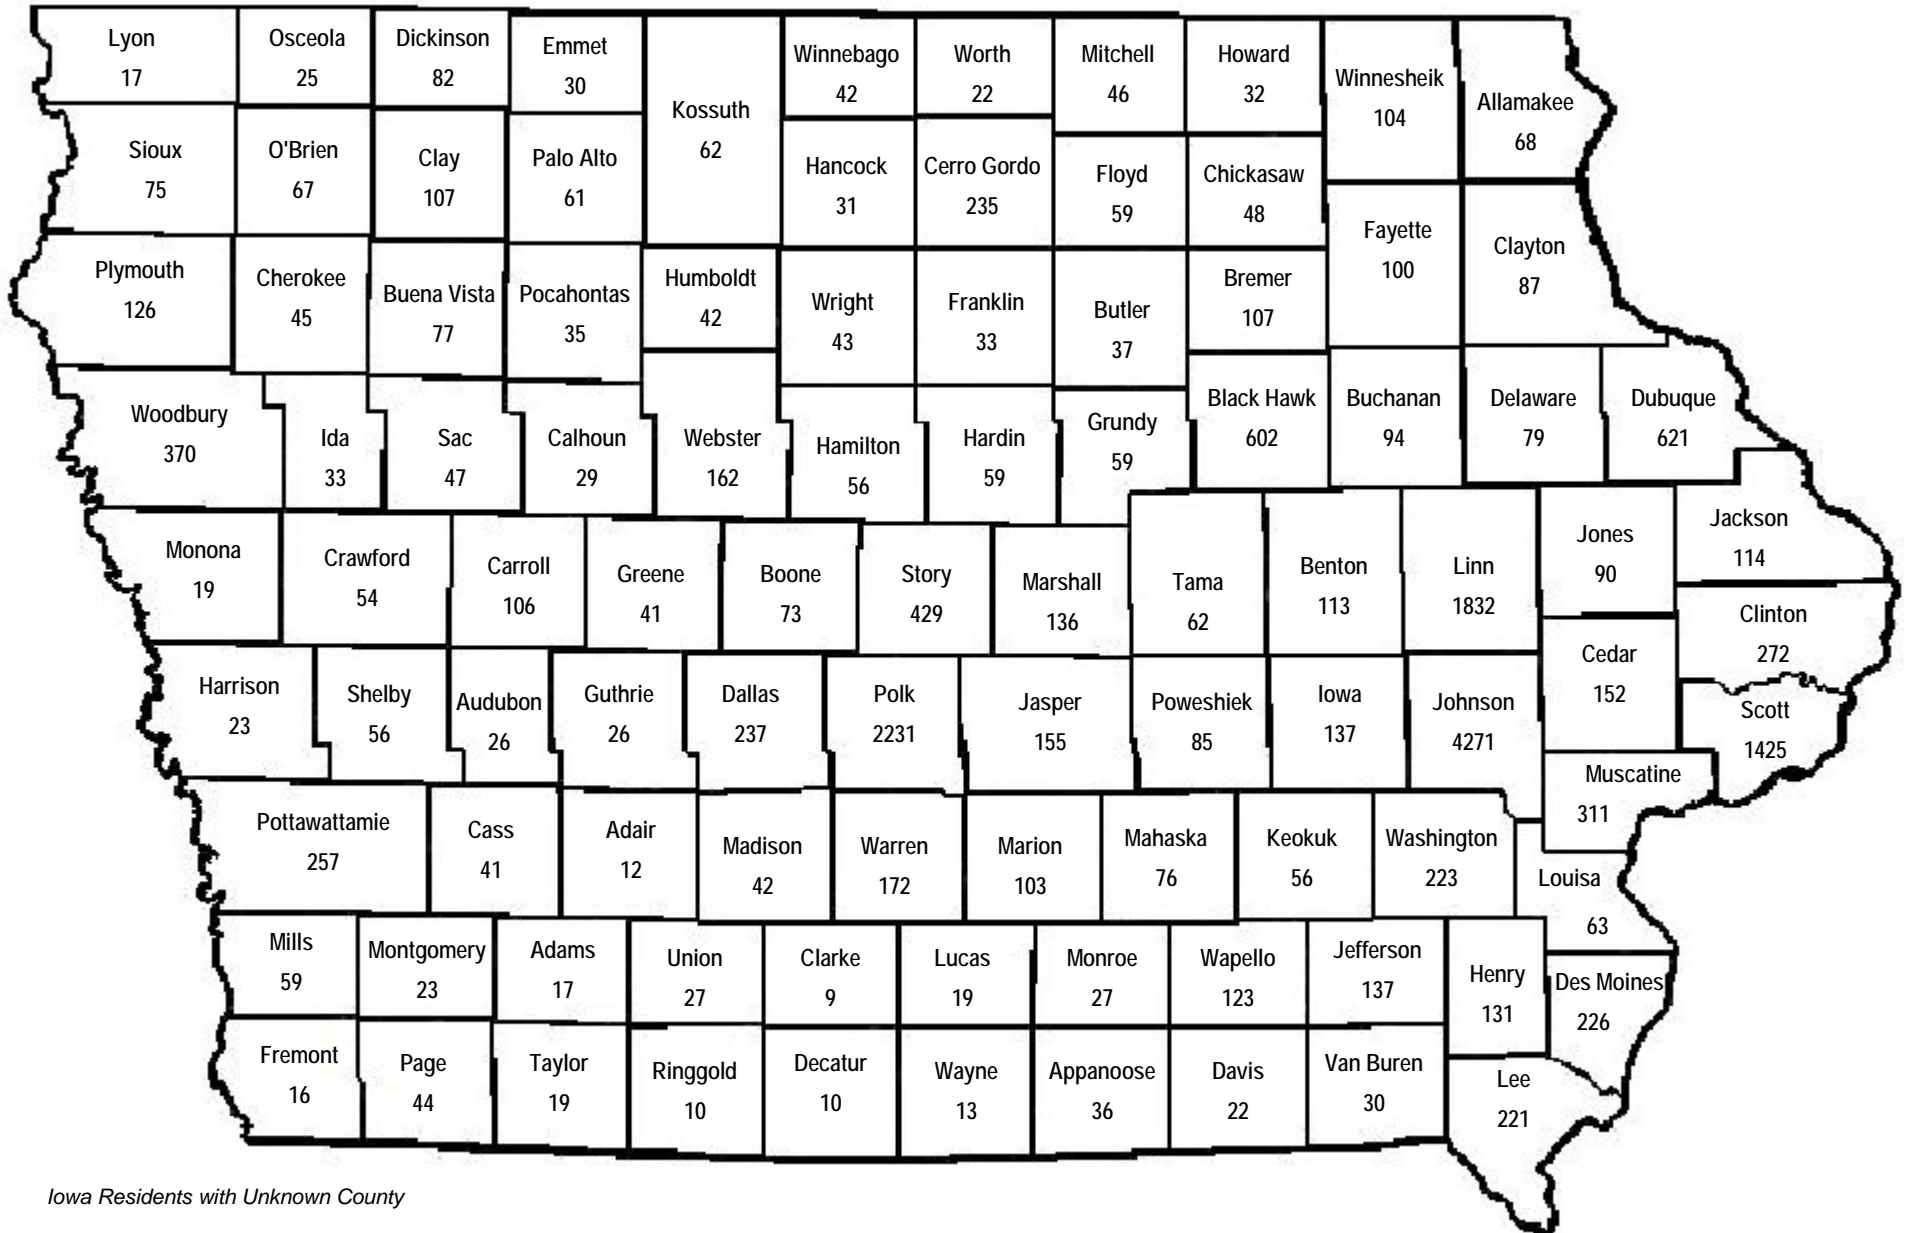 Lyon
17
Osceola
25
Dickinson
82
Emmet
30
Kossuth
62
Winnebago
42
Worth
22
Mitchell
46
Howard
32
Winnesheik
104
Allamakee
68
Sioux
75
O'Brien
67
Clay
107
Palo Alto
61
Hancock
31
Cerro Gordo
235
Floyd
59
Chickasaw
48
Fayette
100
Clayton
87
Plymouth
126
Cherokee
45
Buena Vista
77
Pocahontas
35
Humboldt
42
Wright
43
Franklin
33
Butler
37
Bremer
107
Woodbury
370
Ida
33
Sac
47
Calhoun
29
Webster
162
Hamilton
56
Hardin
59
Grundy
59
Black Hawk
602
Buchanan
94
Delaware
79
Dubuque
621
Monona
19
Crawford
54
Carroll
106
Greene
41
Boone
73
Story
429
Marshall
136
Tama
62
Benton
113
Linn
1832
Jones
90
Jackson
114
Clinton
272
Harrison
23
Shelby
56
Audubon
26
Guthrie
26
Dallas
237
Polk
2231
Jasper
155
Poweshiek
85
Iowa
137
Johnson
4271
Cedar
152
Scott
1425
Muscatine
311
Pottawattamie
257
Cass
41
Adair
12
Madison
42
Warren
172
Marion
103
Mahaska
76
Keokuk
56
Washington
223
Louisa
63
Mills
59
Montgomery
23
Adams
17
Union
27
Clarke
9
Lucas
19
Monroe
27
Wapello
123
Jefferson
137
Henry
131
Des Moines
226
Fremont
16
Page
44
Taylor
19
Ringgold
10
Decatur
10
Wayne
13
Appanoose
36
Davis
22
Van Buren
30
Lee
221
Iowa Residents with Unknown County